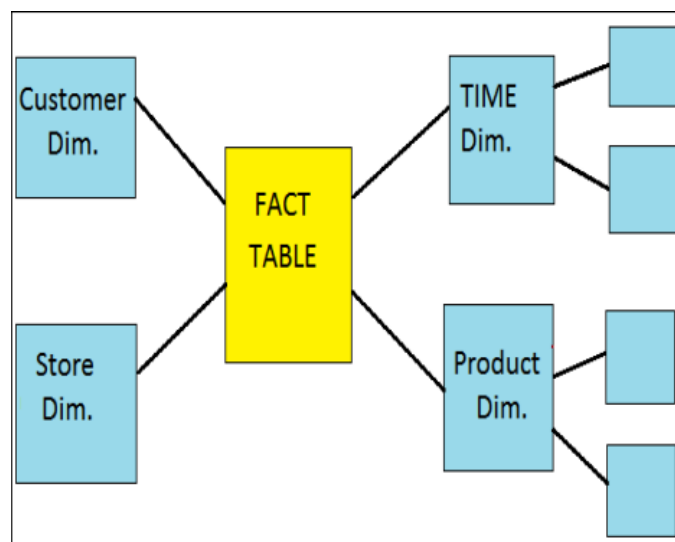 Customer
Dim.
TIME
Dim.
FACT
TABLE
Store
Dim.
Product
Dim.